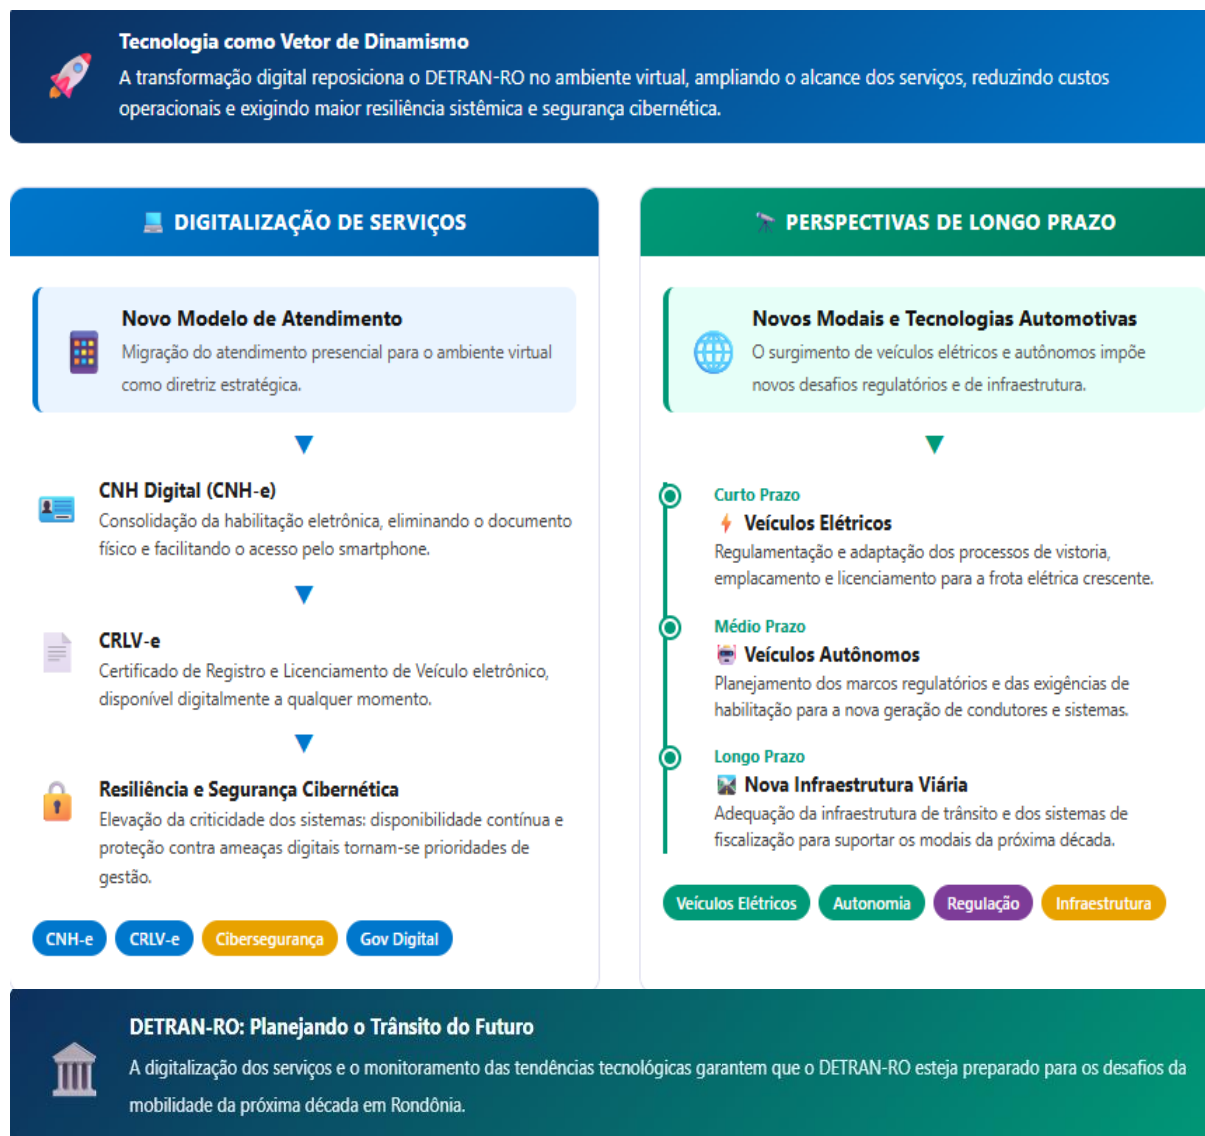 Tecnologia como Vetor de Dinamismo
A transformação digital reposiciona o DETRAN-RO no ambiente virtual, ampliando o alcance dos serviços, reduzindo custos
operacionais e exigindo maior resiliência sistêmica e segurança cibernética.
DIGITALIZAÇÃO DE SERVIÇOS
Novo Modelo de Atendimento
Migração do atendimento presencial para o ambiente virtual
como diretriz estratégica.
CNH Digital (CNH-e)
Consolidação da habilitação eletrônica, eliminando o documento
físico e facilitando o acesso pelo smartphone.
CRLV-e
Certificado de Registro e Licenciamento de Veículo eletrônico,
disponível digitalmente a qualquer momento.
Resiliência e Segurança Cibernética
Elevação da criticidade dos sistemas: disponibilidade contínua e
proteção contra ameaças digitais tornam-se prioridades de
gestão.
CNH-e
CRLV-e
Cibersegurança
Gov Digital
PERSPECTIVAS DE LONGO PRAZO
Novos Modais e Tecnologias Automotivas
O surgimento de veículos elétricos e autônomos impõe
novos desafios regulatórios e de infraestrutura.
Curto Prazo
Veículos Elétricos
Regulamentação e adaptação dos processos de vistoria,
emplacamento e licenciamento para a frota elétrica crescente.
Médio Prazo
Veículos Autônomos
Planejamento dos marcos regulatórios e das exigências de
habilitação para a nova geração de condutores e sistemas.
Longo Prazo
Nova Infraestrutura Viária
Adequação da infraestrutura de trânsito e dos sistemas de
fiscalização para suportar os modais da próxima década.
Veículos Elétricos
Autonomia
Regulação
Infraestrutura
DETRAN-RO: Planejando o Trânsito do Futuro
A digitalização dos serviços e o monitoramento das tendências tecnológicas garantem que o DETRAN-RO esteja preparado para os desafios da
mobilidade da próxima década em Rondônia.